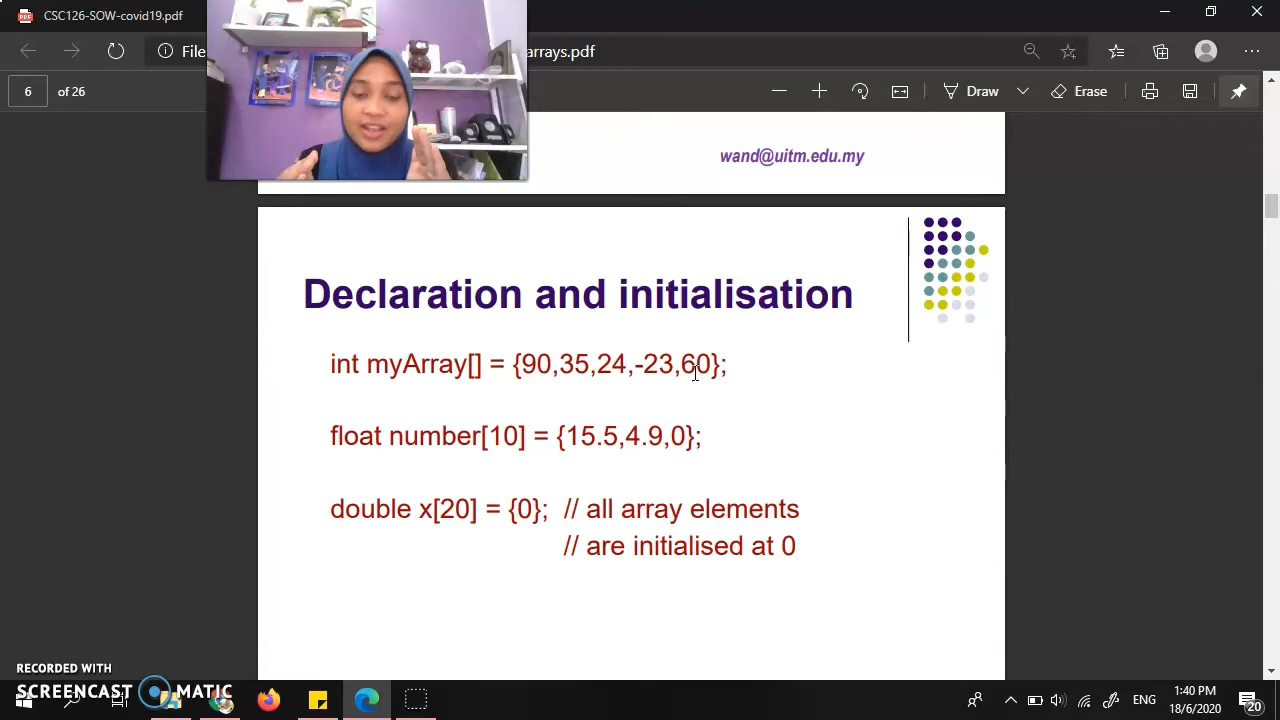 CSC128-SOW-covid19.pdf
File
arrays.pdf
6 of 26
Draw
Erase
wand@uitm.edu.my
Declaration and initialisation
int myArray[] = {90,35,24,-23,60};
float number[10] = {15.5,4.9,0};
double x[20] = {0}; // all array elements
// are initialised at 0
RECORDED WITH
SCREENCAST MATIC
ENG
1:40 PM
18/6/2020
20